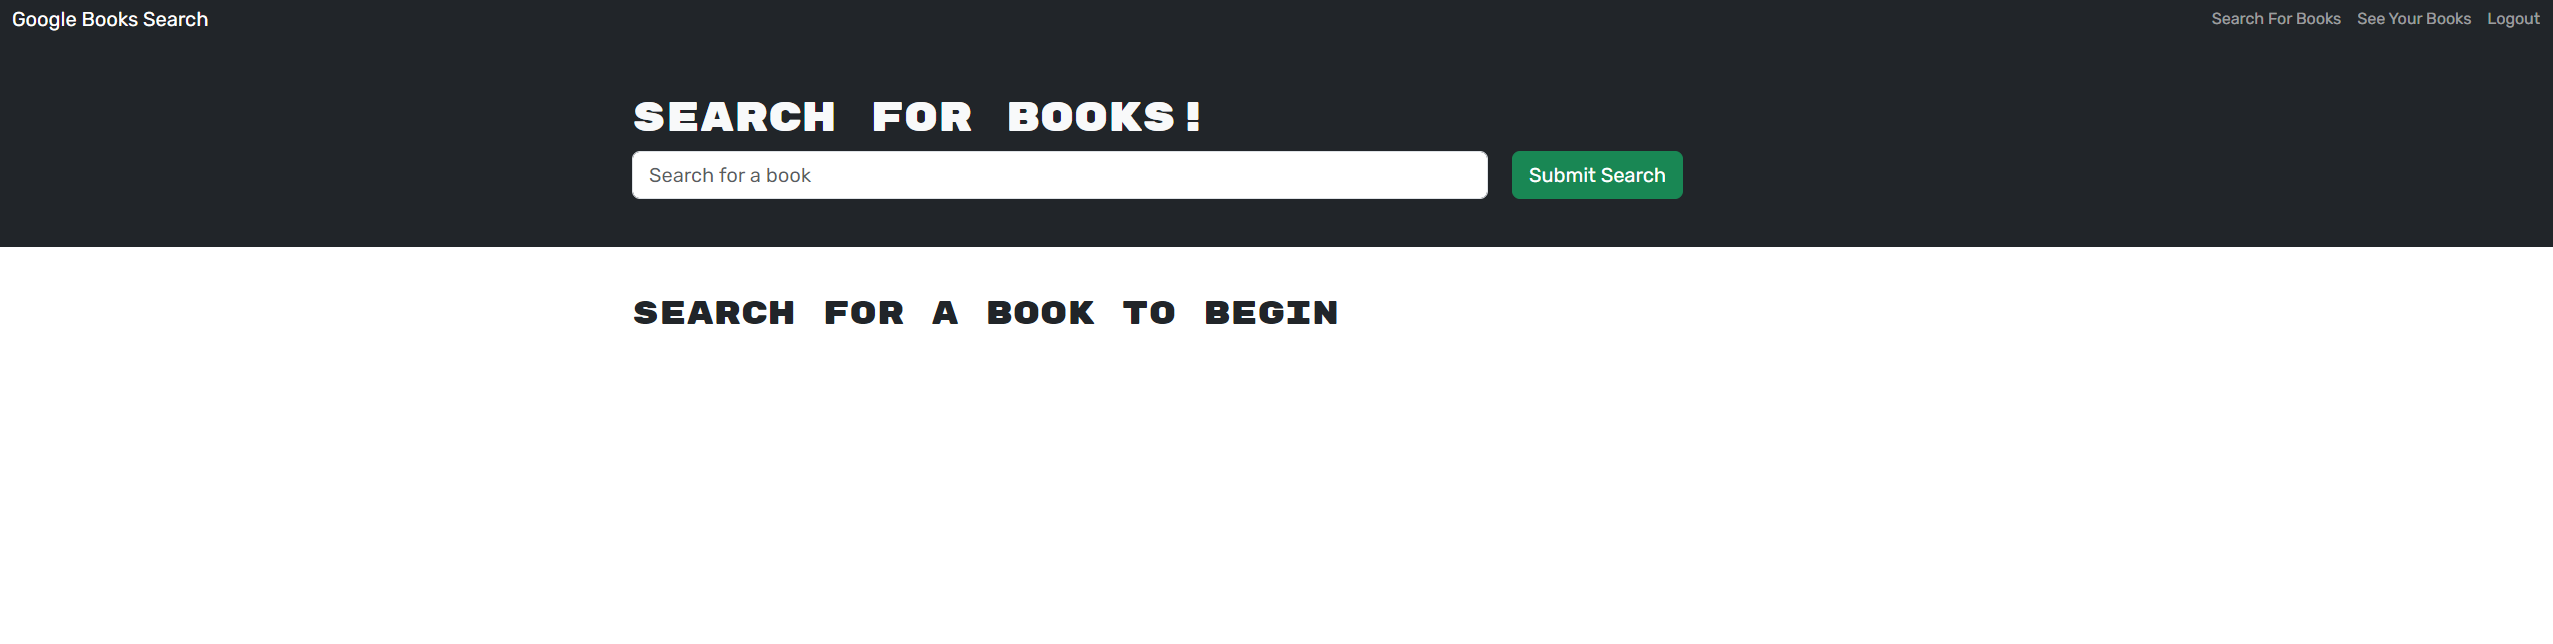 Google Books Search
Search For Books See Your Books Logout
SEARCH FOR BOOKS!
Search for a book
Submit Search
SEARCH FOR A BOOK TO BEGIN